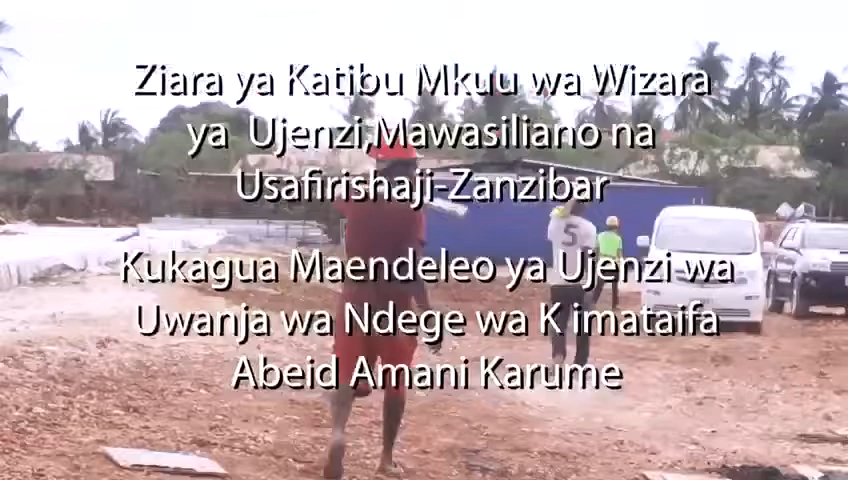 Ziara ya Katibu Mkuu wa Wizara
ya Ujenzi,Mawasiliano na
Usafirishaji-Zanzibar
Kukagua Maendeleo ya Ujenzi wa
Uwanja wa Ndege wa K imataifa
Abeid Amani Karume
5